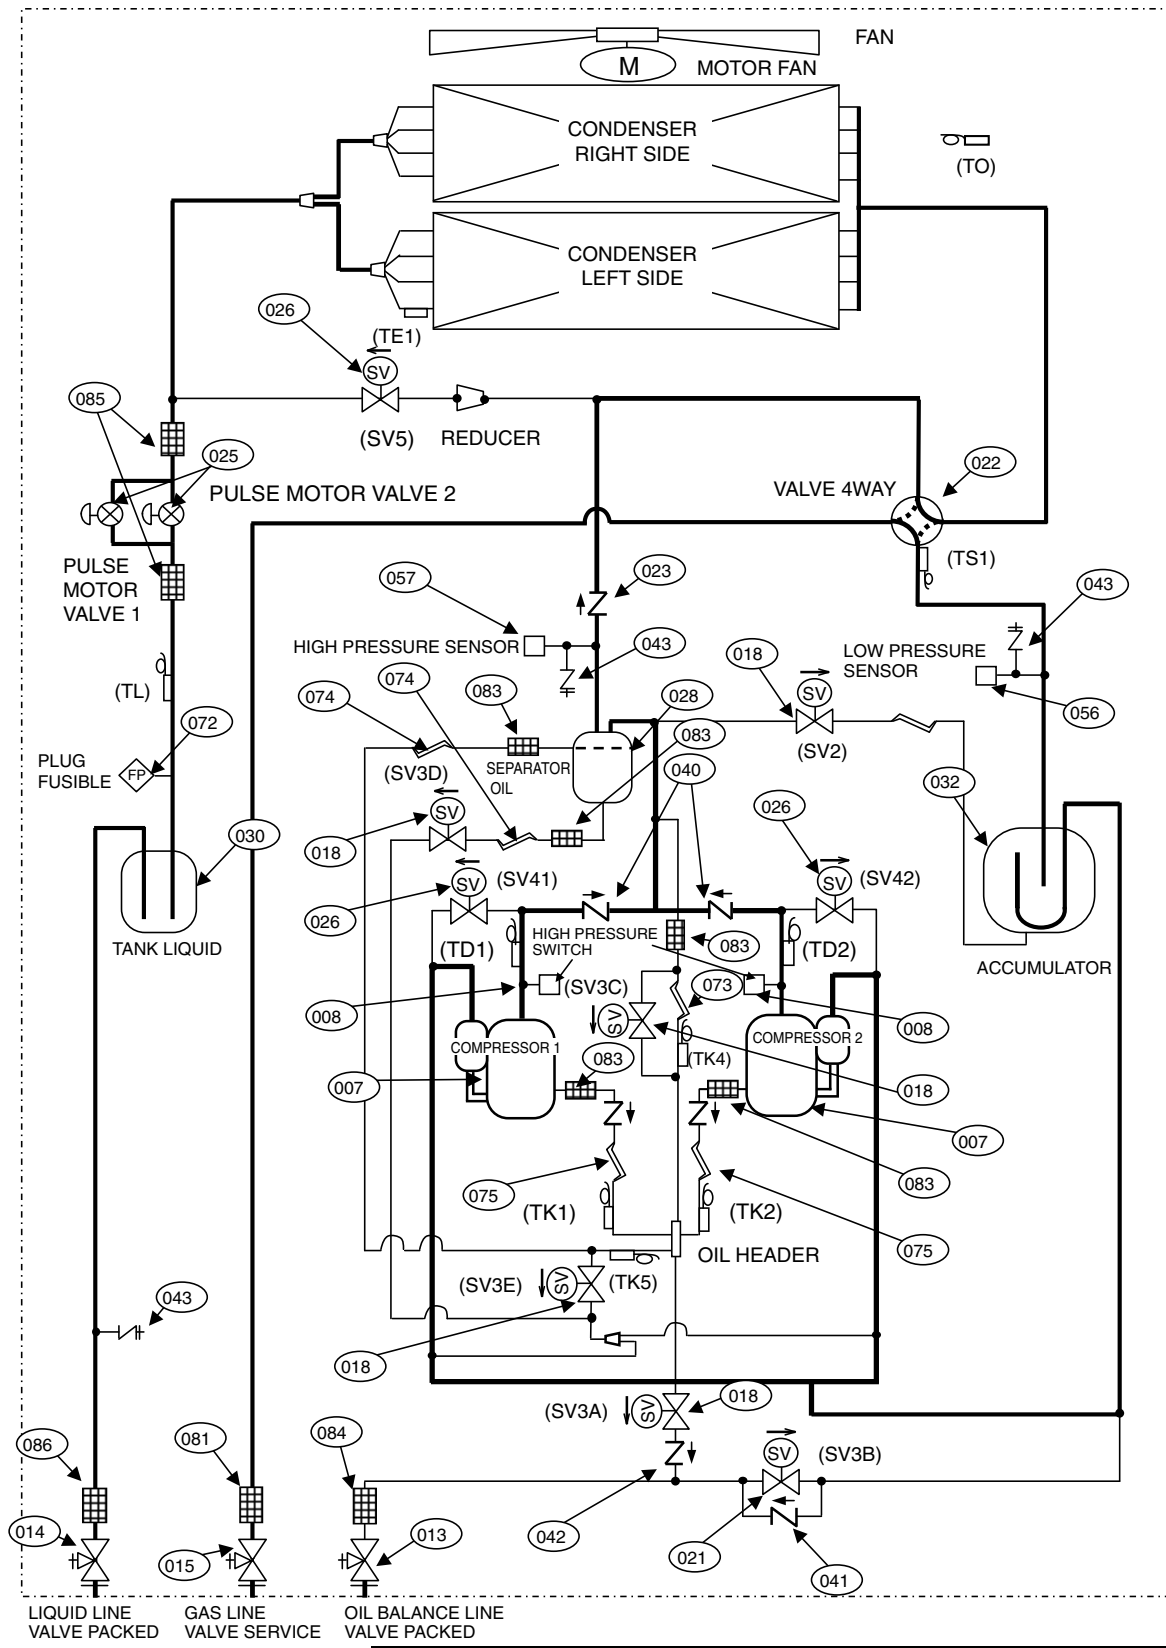 FAN
M
MOTOR FAN
CONDENSER
RIGHT SIDE
(TO)
CONDENSER
LEFT SIDE
026
(TE1)
SV
(SV5)
REDUCER
085
025
PULSE MOTOR VALVE 2
VALVE 4WAY
022
PULSE
MOTOR
VALVE 1
(TS1)
057
023
043
HIGH PRESSURE SENSOR
043
018
LOW PRESSURE
SENSOR
(TL)
074
074
083
028
SV
056
072
083
(SV2)
PLUG
FUSIBLE
FP
(SV3D)
SEPARATOR
OIL
040
032
SV
018
026
030
SV
(SV41)
SV
(SV42)
026
TANK LIQUID
(TD1)
HIGH PRESSURE
SWITCH
083
(TD2)
ACCUMULATOR
008
(SV3C)
073
008
SV
COMPRESSOR 1
COMPRESSOR 2
007
083
(TK4)
018
007
075
083
(TK1)
(TK2)
075
OIL HEADER
(SV3E)
SV
(TK5)
043
018
018
(SV3A)
SV
086
081
084
SV
(SV3B)
014
015
013
042
021
041
LIQUID LINE
VALVE PACKED
GAS LINE
VALVE SERVICE
OIL BALANCE LINE
VALVE PACKED